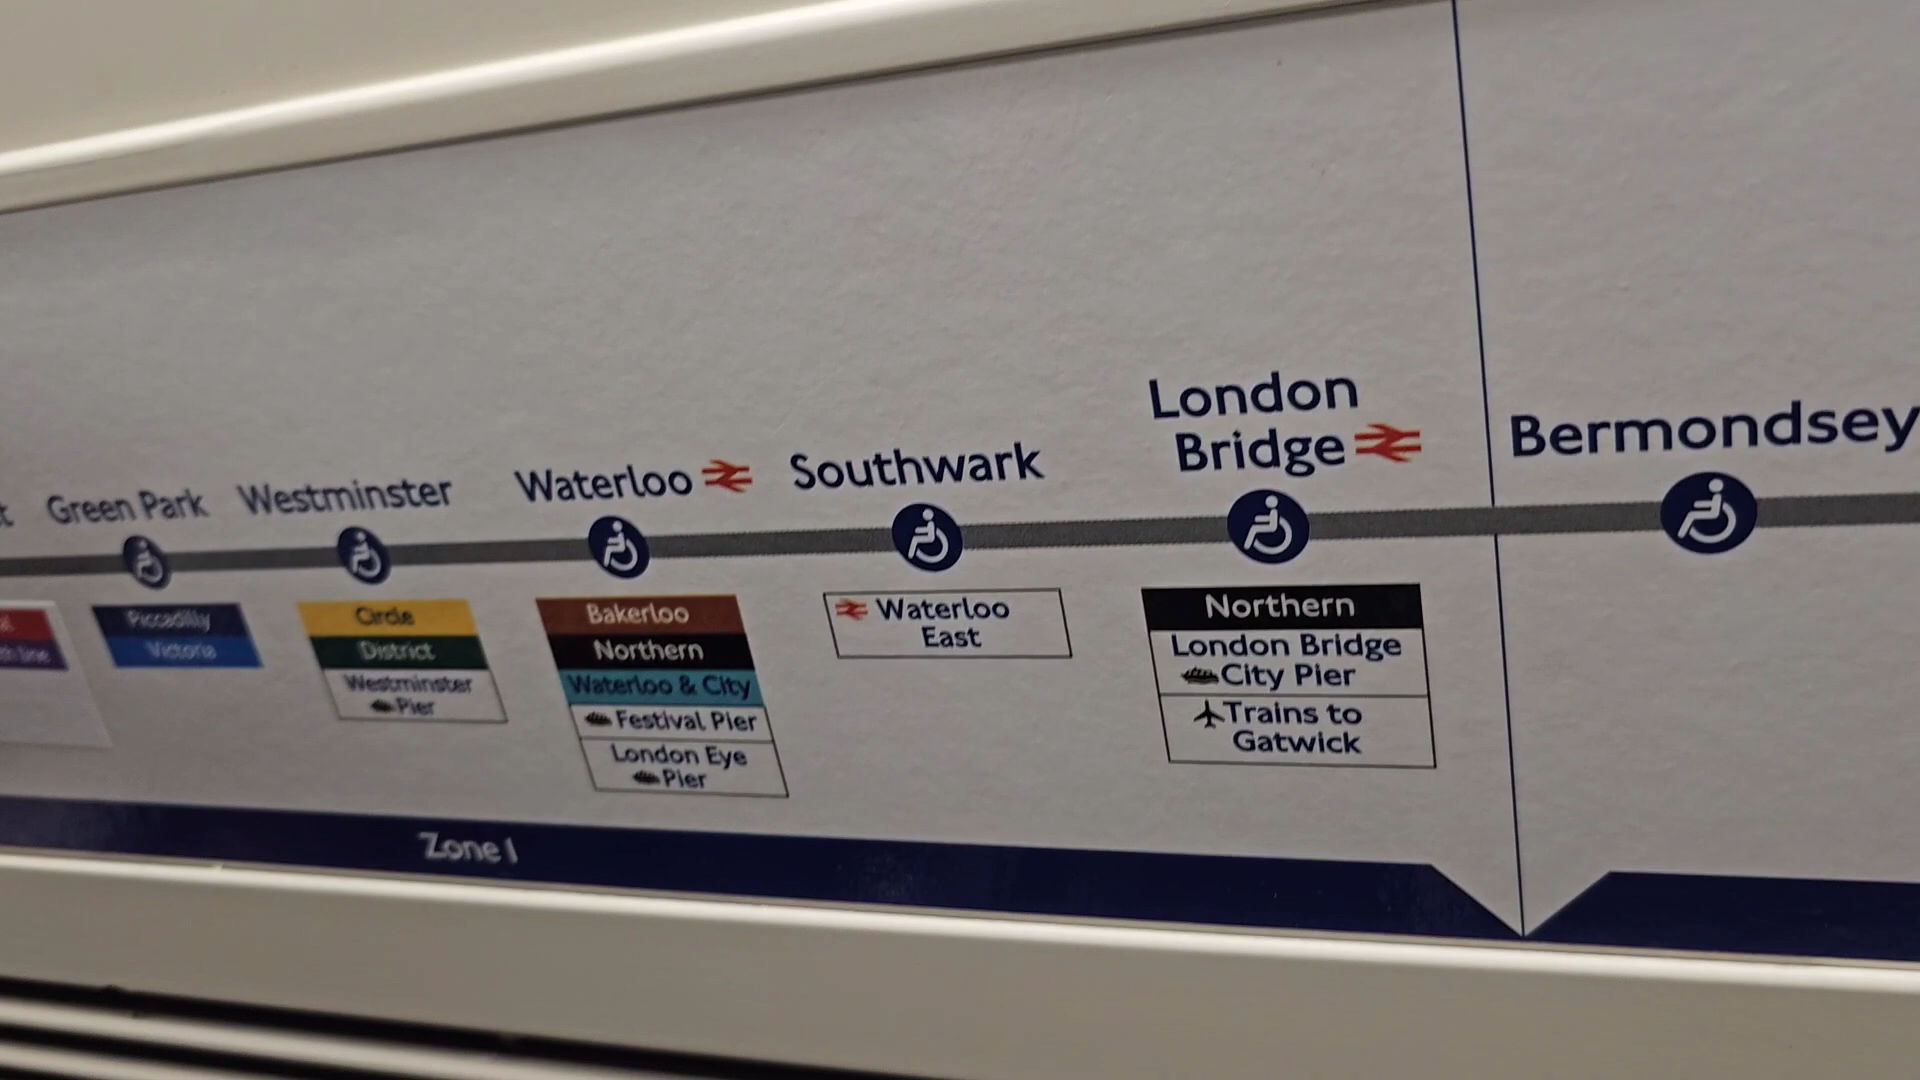 Green Park
Westminster
Waterloo
Southwark
London
Bridge
Bermondsey
Piccadilly
Victoria
Circle
District
Westminster
Pier
Bakerloo
Northern
Waterloo & City
Festival Pier
London Eye
Pier
Waterloo
East
Northern
London Bridge
City Pier
Trains to
Gatwick
Zone 1